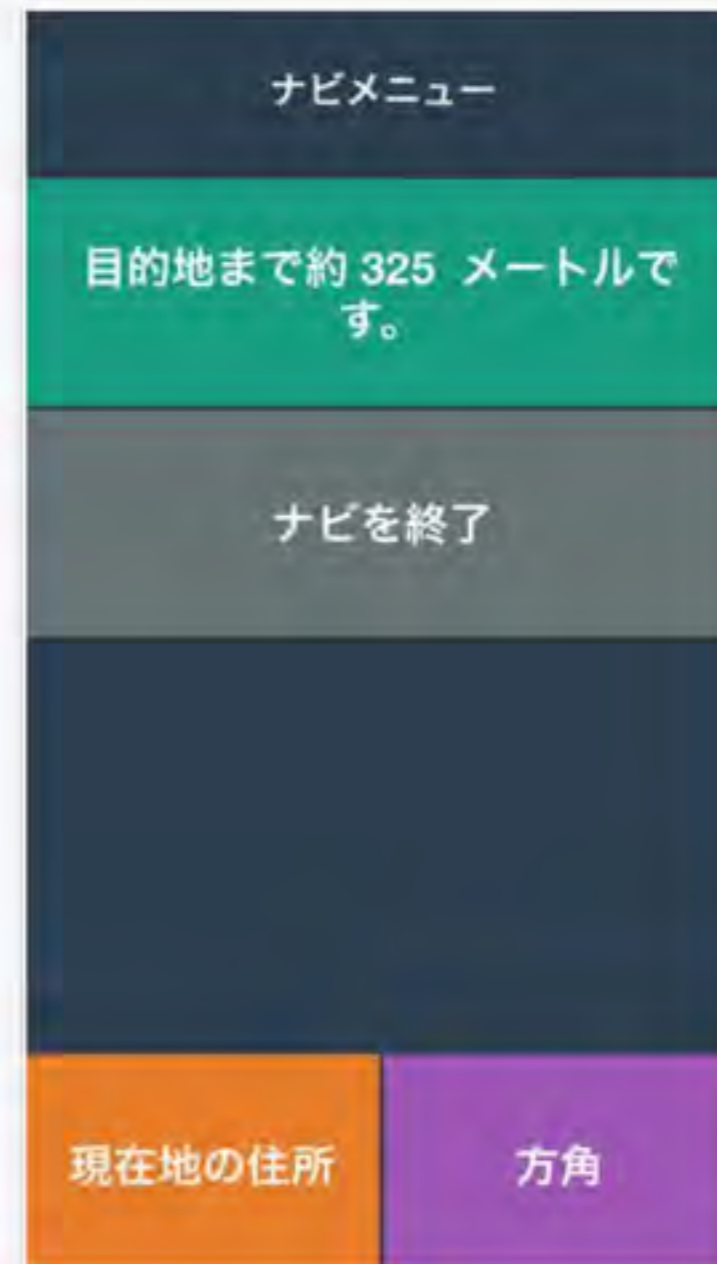 ナビメニュー
目的地まで約 325 メートルで
す。
ナビを終了
現在地の住所
方角